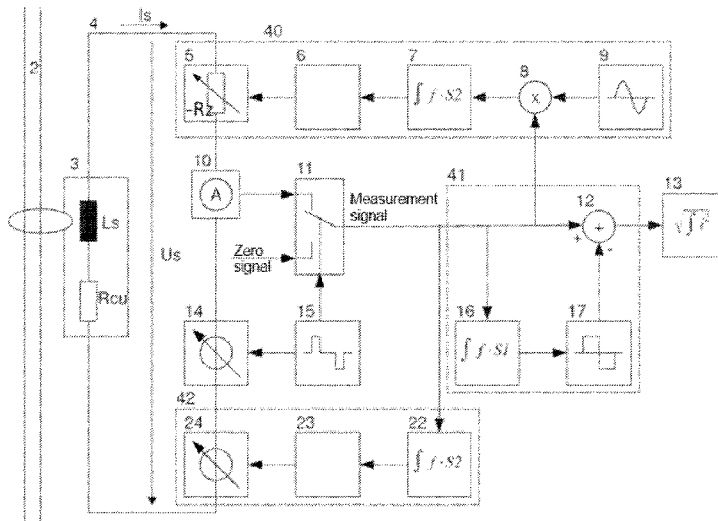 Is
4
40
2
5
6
7
8
9
-Rz
∫ f·S2
x
3
10
11
41
A
Measurement
signal
12
13
Ls
Us
Zero
signal
+
+
-
Rcu
14
15
16
17
∫ f·S1
42
24
23
22
∫ f·S2